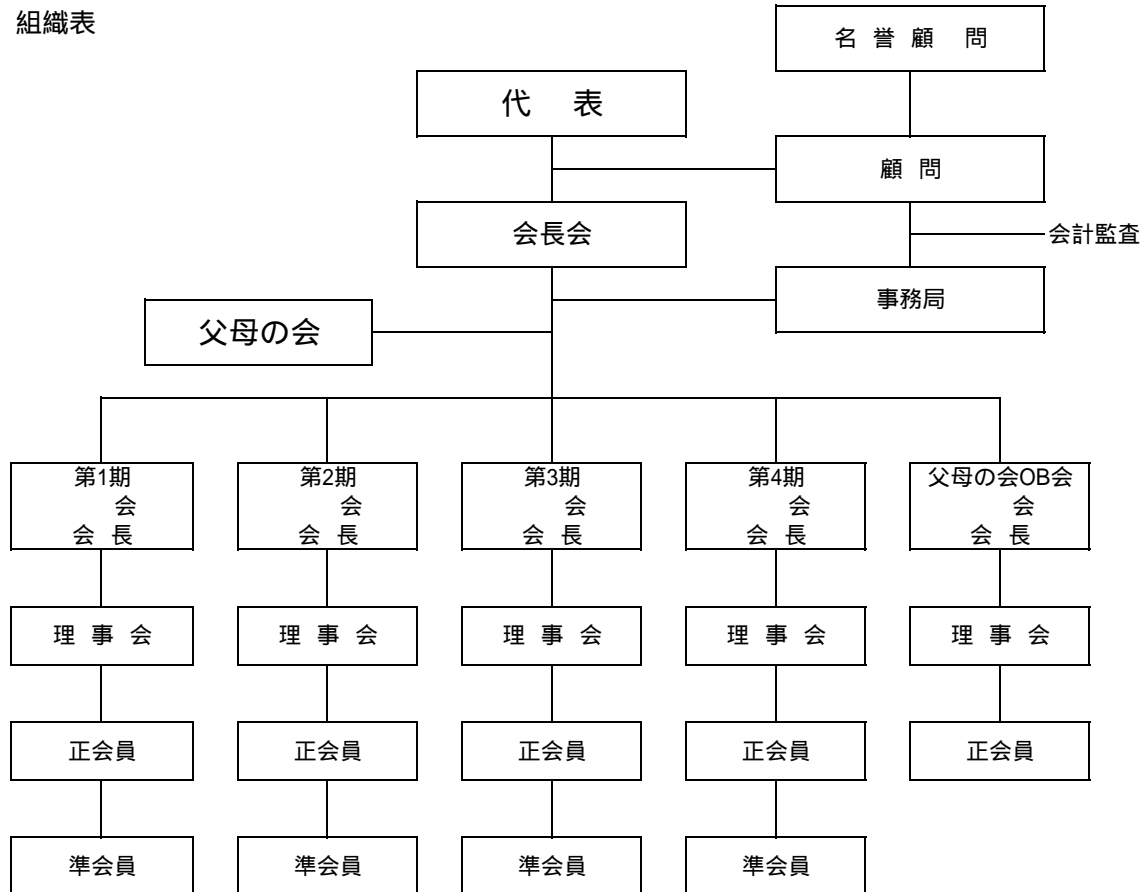 組織表
名 誉 顧 問
代 表
顧 問
会長会
会計監査
事務局
父母の会
第1期
会
会 長
第2期
会
会 長
第3期
会
会 長
第4期
会
会 長
父母の会OB会
会
会 長
理 事 会
理 事 会
理 事 会
理 事 会
理 事 会
正会員
正会員
正会員
正会員
正会員
準会員
準会員
準会員
準会員